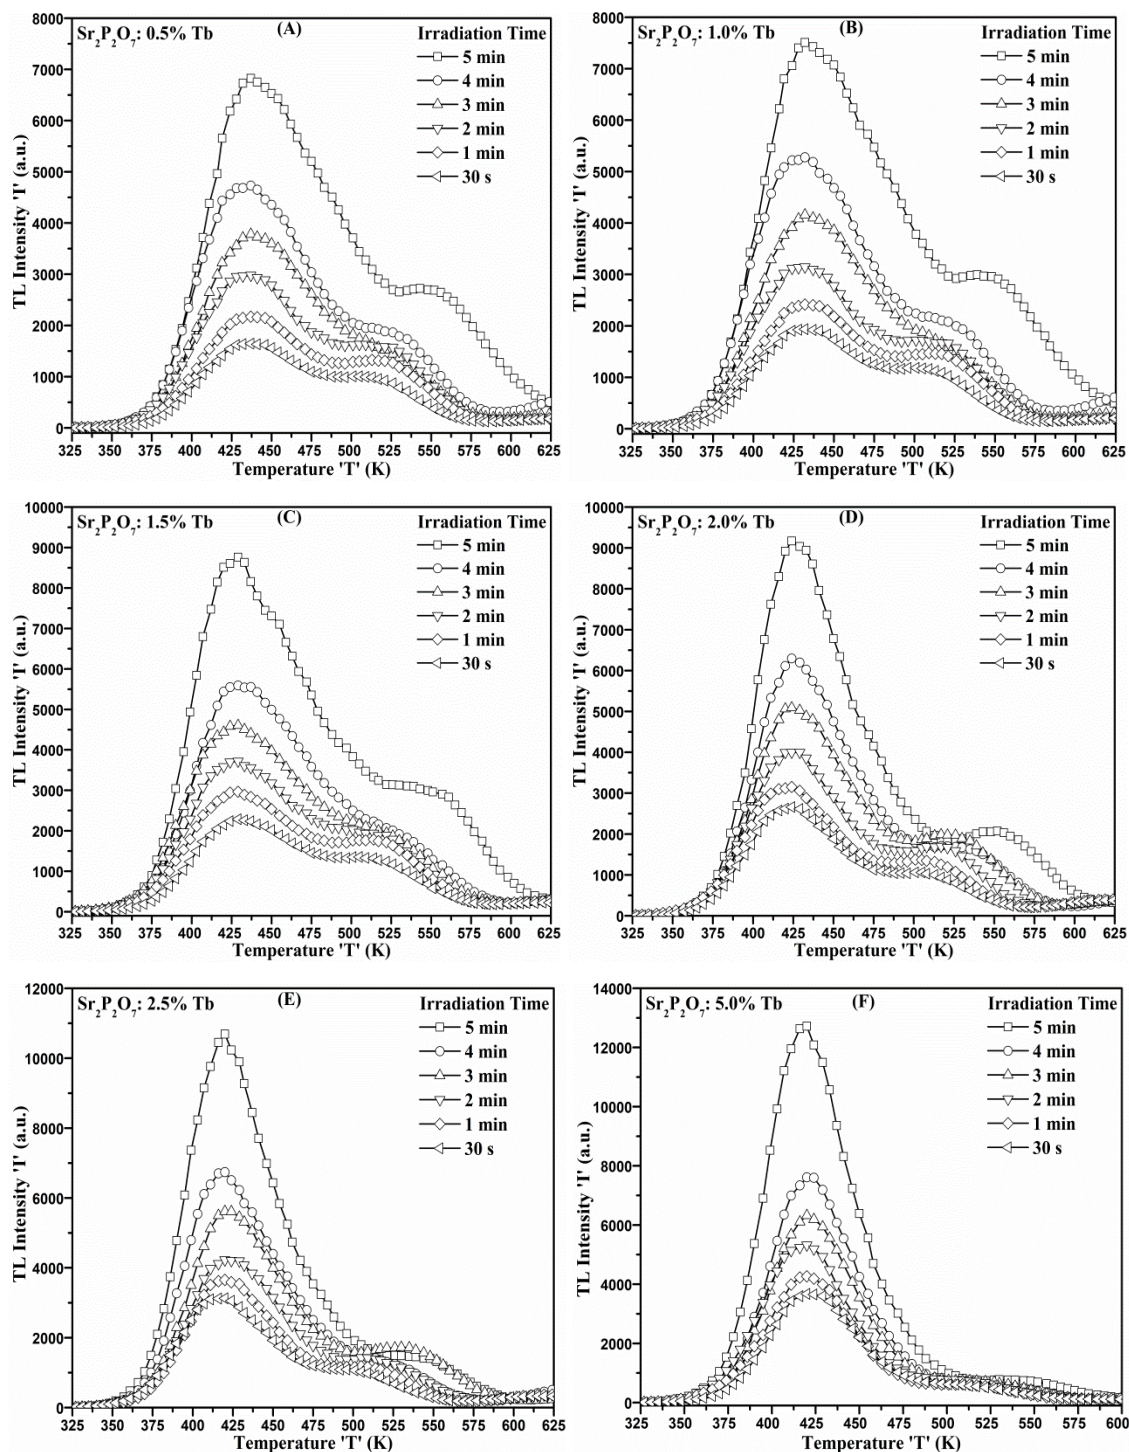 Sr₂P₂O₇: 0.5% Tb
(A)
Irradiation Time
5 min
4 min
3 min
2 min
1 min
30 s
TL Intensity 'I' (a.u.)
8000
7000
6000
5000
4000
3000
2000
1000
0
325 350 375 400 425 450 475 500 525 550 575 600 625
Temperature 'T' (K)
Sr₂P₂O₇: 1.0% Tb
(B)
Irradiation Time
5 min
4 min
3 min
2 min
1 min
30 s
TL Intensity 'I' (a.u.)
8000
7000
6000
5000
4000
3000
2000
1000
0
325 350 375 400 425 450 475 500 525 550 575 600 625
Temperature 'T' (K)
Sr₂P₂O₇: 1.5% Tb
(C)
Irradiation Time
5 min
4 min
3 min
2 min
1 min
30 s
TL Intensity 'I' (a.u.)
10000
9000
8000
7000
6000
5000
4000
3000
2000
1000
0
325 350 375 400 425 450 475 500 525 550 575 600 625
Temperature 'T' (K)
Sr₂P₂O₇: 2.0% Tb
(D)
Irradiation Time
5 min
4 min
3 min
2 min
1 min
30 s
TL Intensity 'I' (a.u.)
10000
9000
8000
7000
6000
5000
4000
3000
2000
1000
0
325 350 375 400 425 450 475 500 525 550 575 600 625
Temperature 'T' (K)
Sr₂P₂O₇: 2.5% Tb
(E)
Irradiation Time
5 min
4 min
3 min
2 min
1 min
30 s
TL Intensity 'I' (a.u.)
12000
10000
8000
6000
4000
2000
0
325 350 375 400 425 450 475 500 525 550 575 600 625
Temperature 'T' (K)
Sr₂P₂O₇: 5.0% Tb
(F)
Irradiation Time
5 min
4 min
3 min
2 min
1 min
30 s
TL Intensity 'I' (a.u.)
14000
12000
10000
8000
6000
4000
2000
0
325 350 375 400 425 450 475 500 525 550 575 600
Temperature 'T' (K)